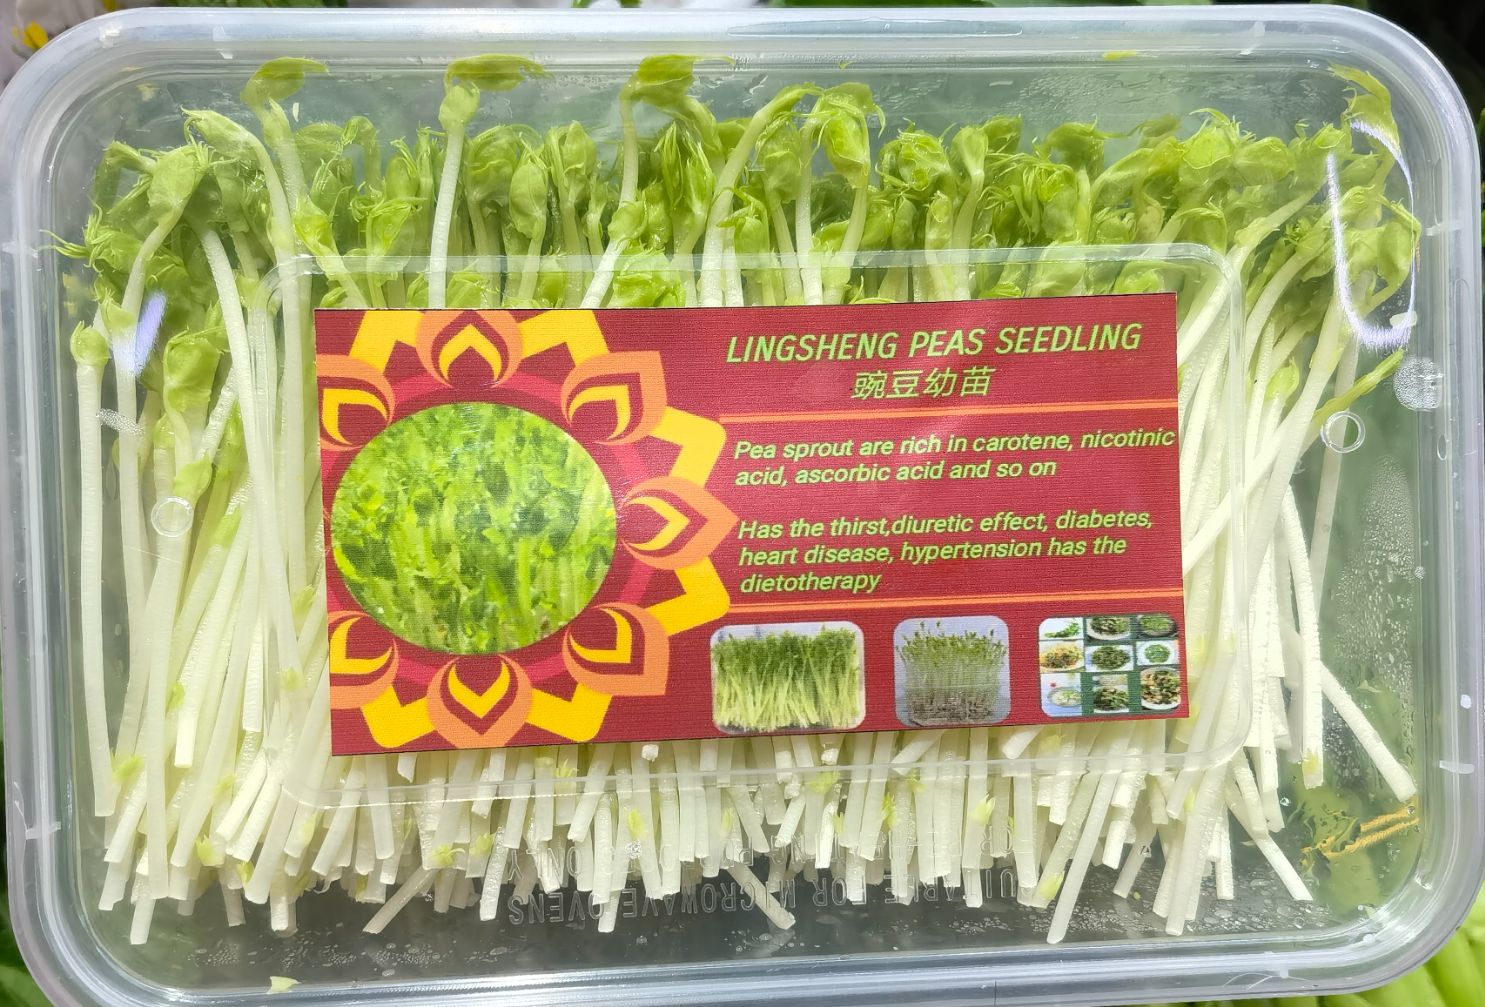 LINGSHENG PEAS SEEDLING
豌豆幼苗
Pea sprout are rich in carotene, nicotinic
acid, ascorbic acid and so on
Has the thirst,diuretic effect, diabetes,
heart disease, hypertension has the
dietotherapy
SUITABLE FOR MICROWAVE OVENS
ONLY